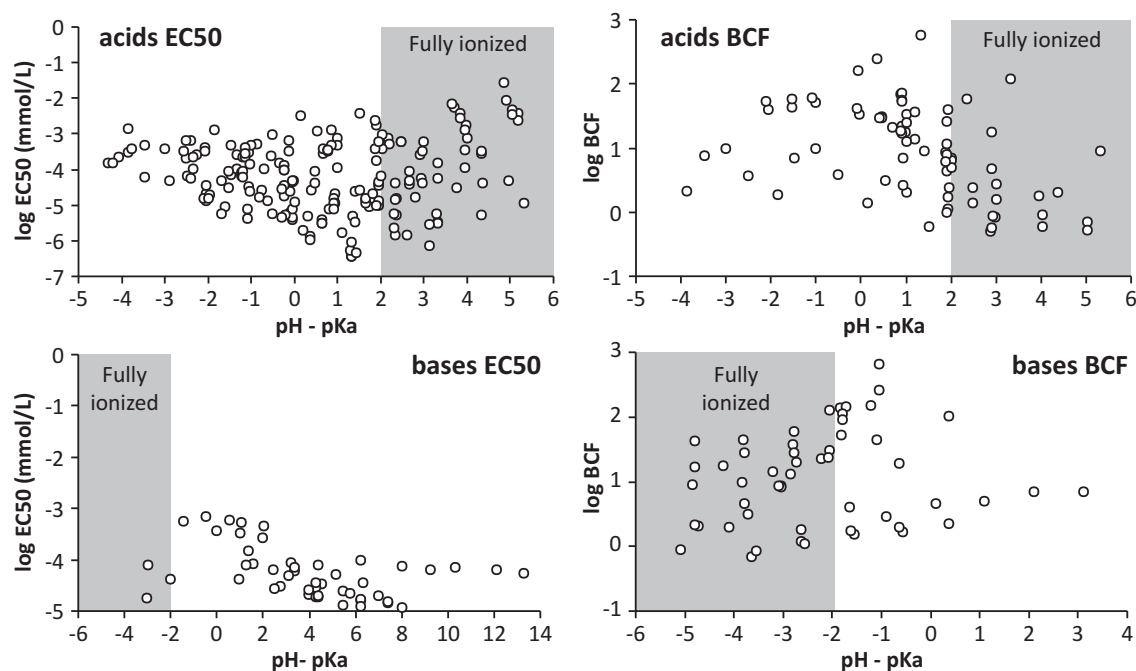 acids EC50
Fully ionized
log EC50 (mmol/L)
0
-1
-2
-3
-4
-5
-6
-7
-5 -4 -3 -2 -1 0 1 2 3 4 5 6
pH - pKa
acids BCF
Fully ionized
log BCF
3
2
1
0
-1
-5 -4 -3 -2 -1 0 1 2 3 4 5 6
pH - pKa
bases EC50
Fully
ionized
log EC50 (mmol/L)
0
-1
-2
-3
-4
-5
-6 -4 -2 0 2 4 6 8 10 12 14
pH- pKa
bases BCF
Fully
ionized
log BCF
3
2
1
0
-1
-6 -5 -4 -3 -2 -1 0 1 2 3 4
pH - pKa